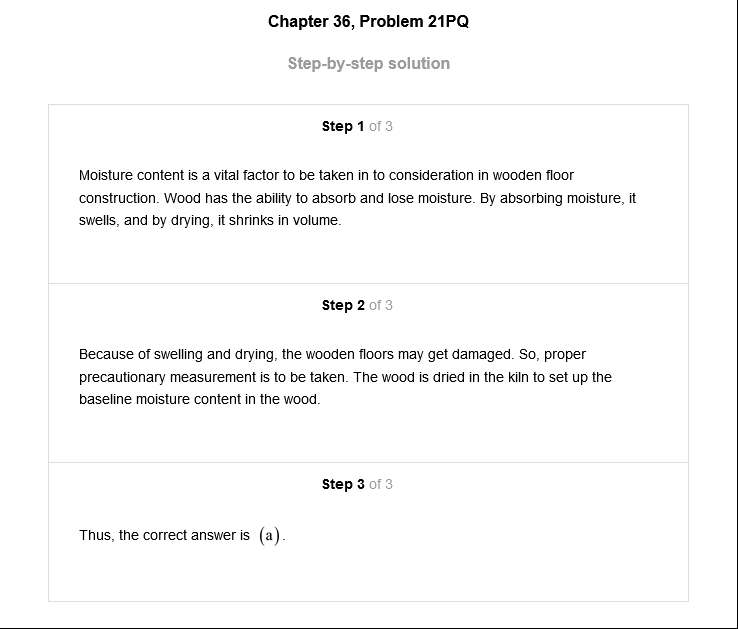 Chapter 36, Problem 21PQ
Step-by-step solution
Step 1 of 3
Moisture content is a vital factor to be taken in to consideration in wooden floor
construction. Wood has the ability to absorb and lose moisture. By absorbing moisture, it
swells, and by drying, it shrinks in volume.
Step 2 of 3
Because of swelling and drying, the wooden floors may get damaged. So, proper
precautionary measurement is to be taken. The wood is dried in the kiln to set up the
baseline moisture content in the wood.
Step 3 of 3
Thus, the correct answer is (a).